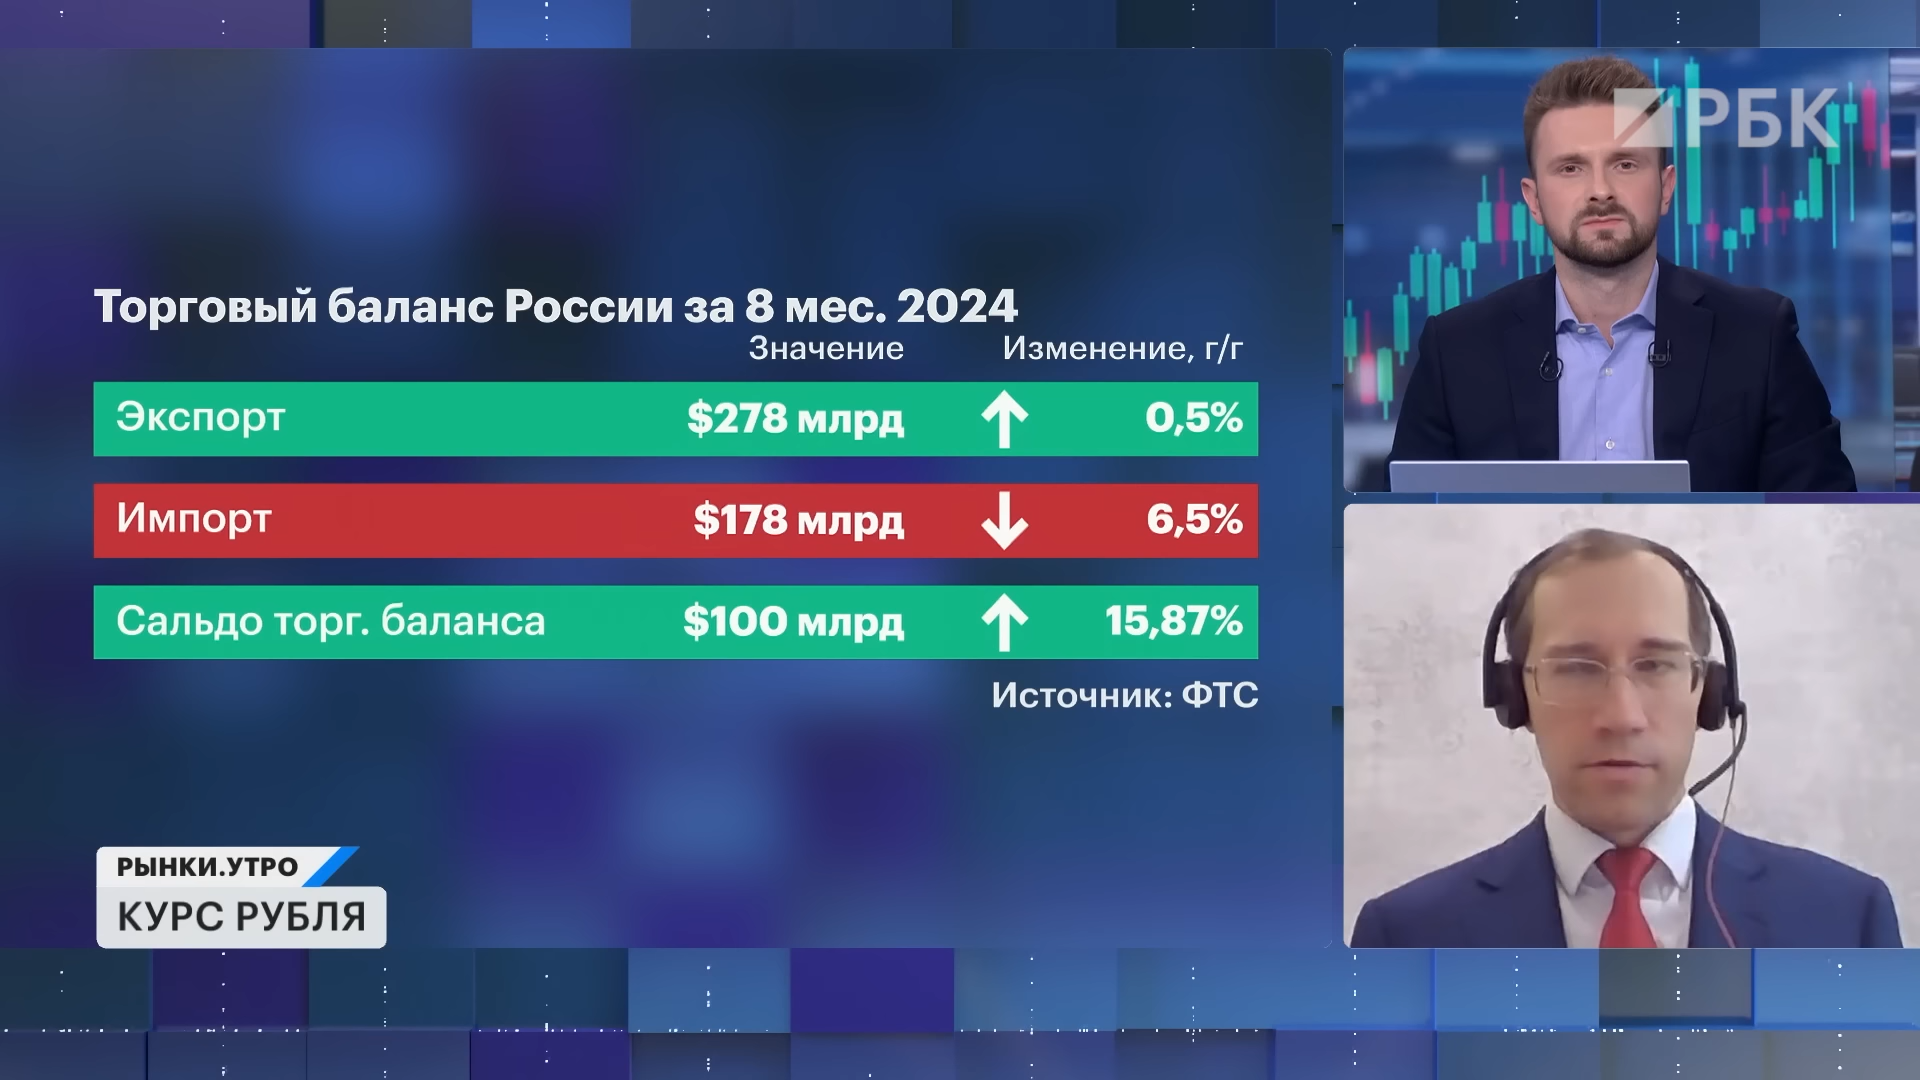 РБК
Торговый баланс России за 8 мес. 2024
Значение Изменение, г/г
Экспорт $278 млрд 0,5%
Импорт $178 млрд 6,5%
Сальдо торг. баланса $100 млрд 15,87%
Источник: ФТС
РЫНКИ.УТРО
КУРС РУБЛЯ